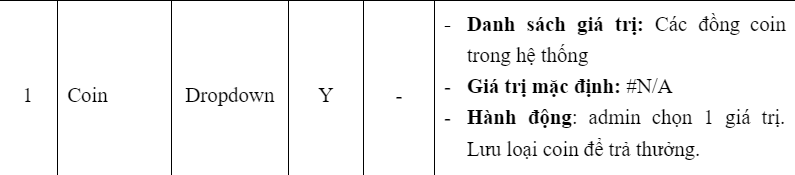 - Danh sách giá trị: Các đồng coin
trong hệ thống
- Giá trị mặc định: #N/A
1 Coin Dropdown Y -
- Hành động: admin chọn 1 giá trị.
Lưu loại coin để trả thưởng.